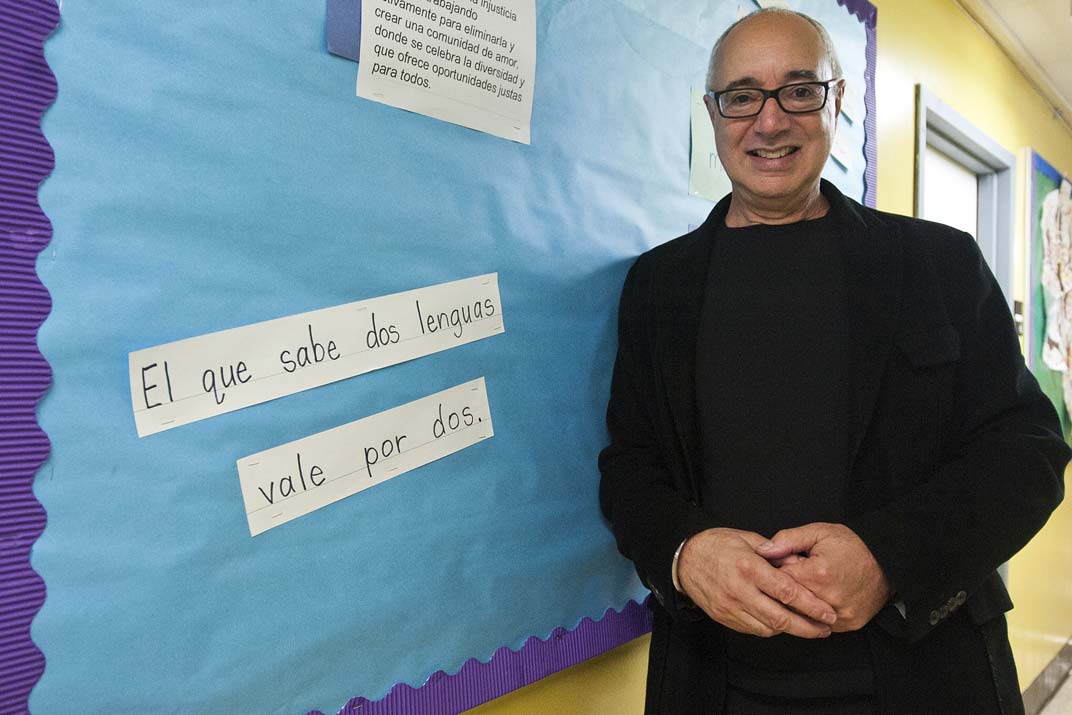 la injusticia
trabajando
activamente para eliminarla y
crear una comunidad de amor,
donde se celebra la diversidad y
que ofrece oportunidades justas
para todos.
El que sabe dos lenguas
vale por dos.